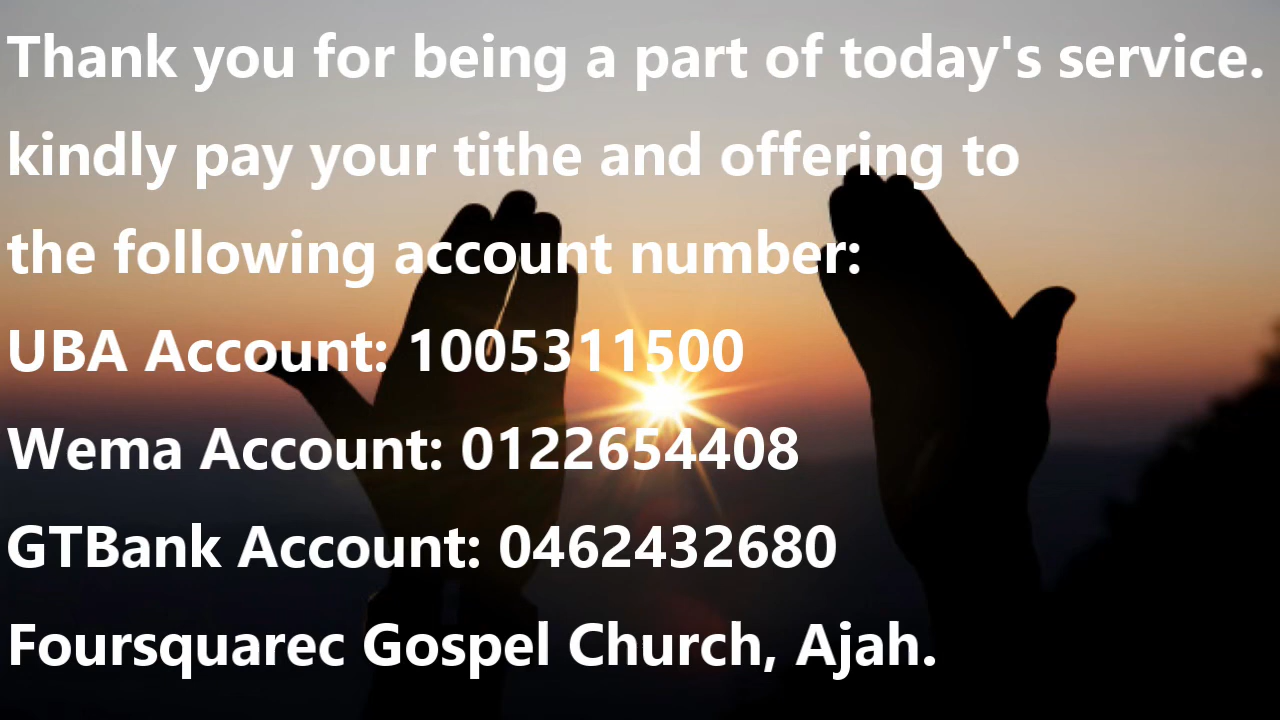 Thank you for being a part of today's service.
kindly pay your tithe and offering to
the following account number:
UBA Account: 1005311500
Wema Account: 0122654408
GTBank Account: 0462432680
Foursquarec Gospel Church, Ajah.